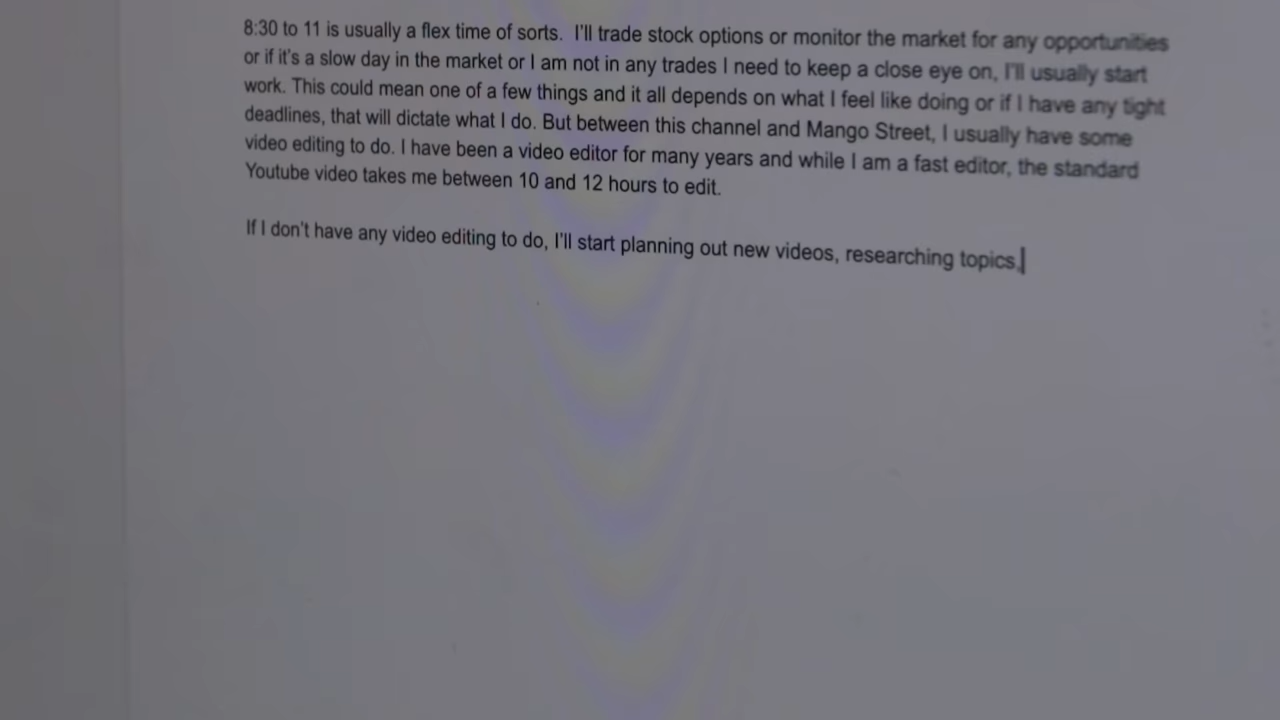 8:30 to 11 is usually a flex time of sorts.  I'll trade stock options or monitor the market for any opportunities
or if it's a slow day in the market or I am not in any trades I need to keep a close eye on, I'll usually start
work. This could mean one of a few things and it all depends on what I feel like doing or if I have any tight
deadlines, that will dictate what I do. But between this channel and Mango Street, I usually have some
video editing to do. I have been a video editor for many years and while I am a fast editor, the standard
Youtube video takes me between 10 and 12 hours to edit.
If I don't have any video editing to do, I'll start planning out new videos, researching topics,